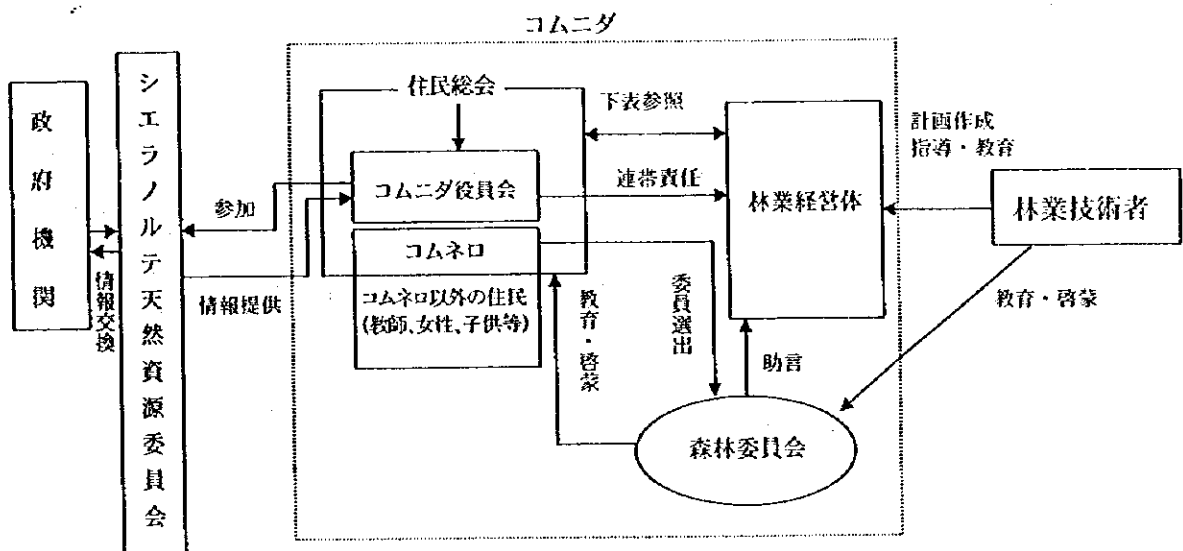 コムニダ
政府機関
シエラノルテ天然資源委員会
情報交換
参加
情報提供
住民総会
コムニダ役員会
コムネロ
コムネロ以外の住民
(教師、女性、子供等)
下表参照
連帯責任
教育・啓蒙
委員選出
林業経営体
助言
森林委員会
計画作成
指導・教育
林業技術者
教育・啓蒙